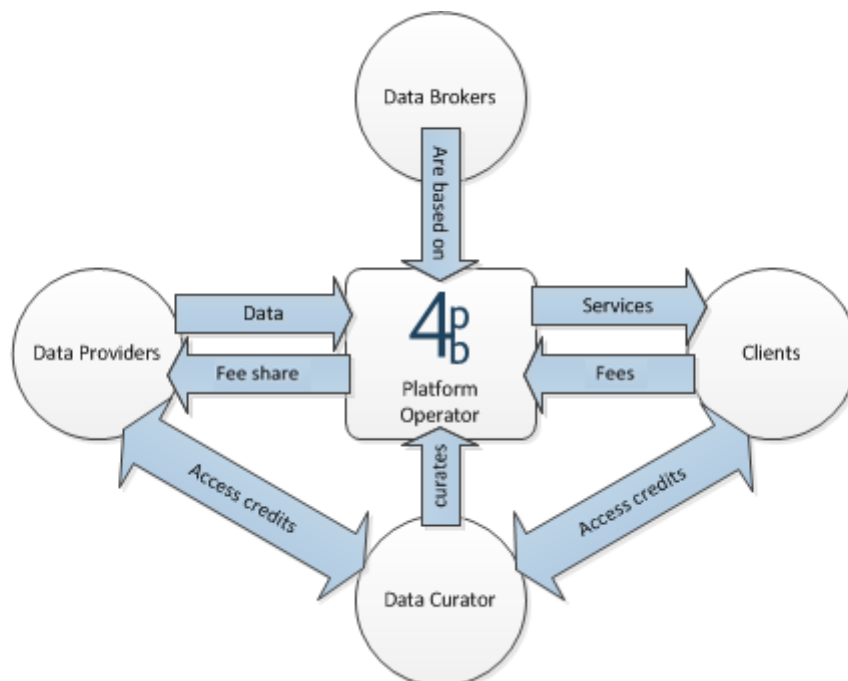 Data Brokers
Are based on
Data Providers
Data
Fee share
4pb
Platform
Operator
Services
Fees
Clients
curates
Access credits
Access credits
Data Curator